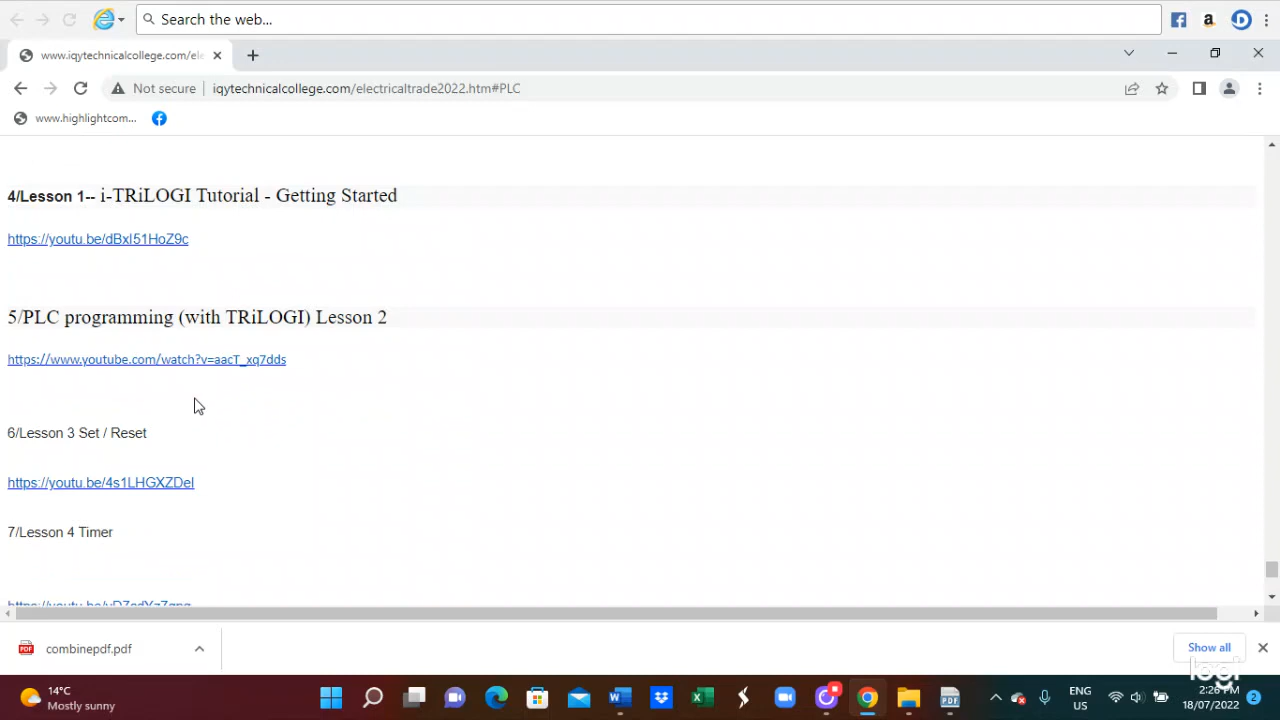 Search the web...
www.iqytechnicalcollege.com/ele
Not secure
iqytechnicalcollege.com/electricaltrade2022.htm#PLC
www.highlightcom...
4/Lesson 1-- i-TRiLOGI Tutorial - Getting Started
https://youtu.be/dBxI51HoZ9c
5/PLC programming (with TRiLOGI) Lesson 2
https://www.youtube.com/watch?v=aacT_xq7dds
6/Lesson 3 Set / Reset
https://youtu.be/4s1LHGXZDeI
7/Lesson 4 Timer
combinepdf.pdf
Show all
logi
14°C
Mostly sunny
ENG
US
2:26 PM
18/07/2022
2